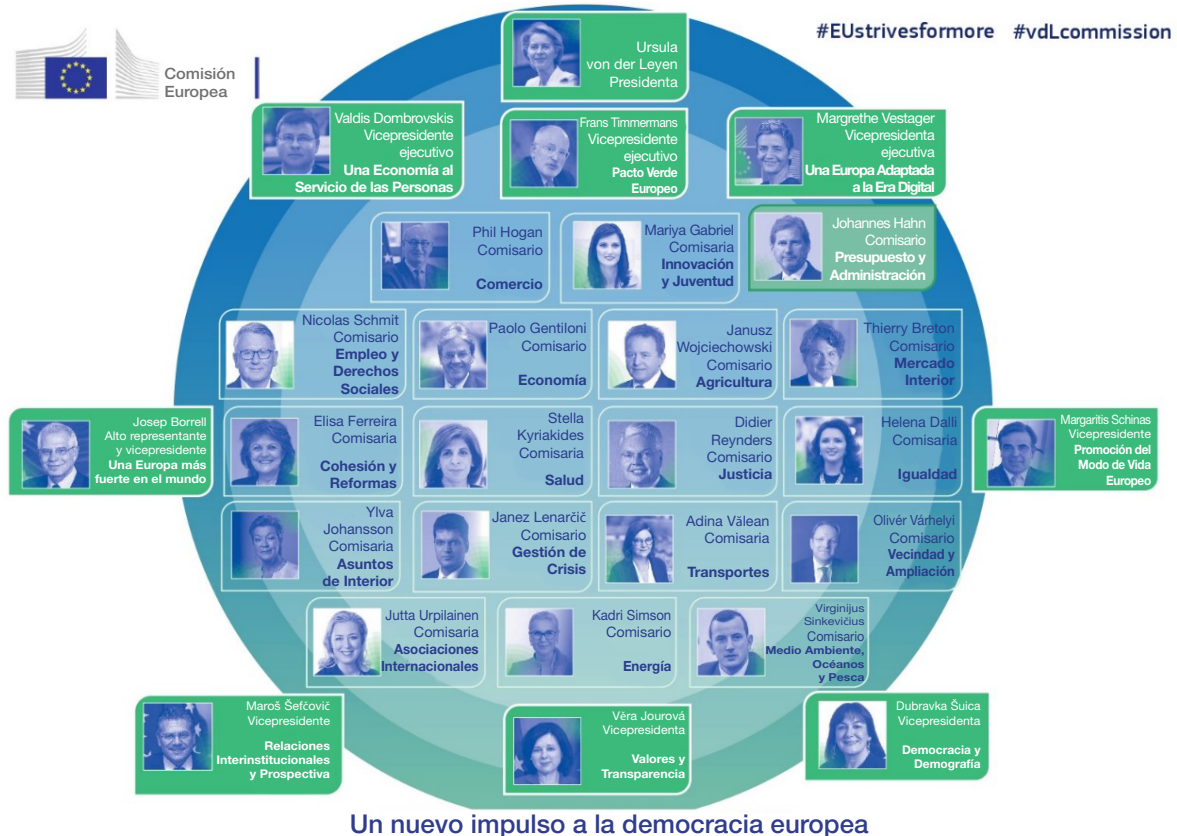 Comisión
Europea
#EUstrivesformore #vdLcommission
Ursula
von der Leyen
Presidenta
Valdis Dombrovskis
Vicepresidente
ejecutivo
Una Economía al
Servicio de las Personas
Frans Timmermans
Vicepresidente
ejecutivo
Pacto Verde
Europeo
Margrethe Vestager
Vicepresidenta
ejecutiva
Una Europa Adaptada
a la Era Digital
Phil Hogan
Comisario
Comercio
Mariya Gabriel
Comisaria
Innovación
y Juventud
Johannes Hahn
Comisario
Presupuesto y
Administración
Nicolas Schmit
Comisario
Empleo y
Derechos
Sociales
Paolo Gentiloni
Comisario
Economía
Janusz
Wojciechowski
Comisario
Agricultura
Thierry Breton
Comisario
Mercado
Interior
Josep Borrell
Alto representante
y vicepresidente
Una Europa más
fuerte en el mundo
Elisa Ferreira
Comisaria
Cohesión y
Reformas
Stella
Kyriakides
Comisaria
Salud
Didier
Reynders
Comisario
Justicia
Helena Dalli
Comisaria
Igualdad
Margaritis Schinas
Vicepresidente
Promoción del
Modo de Vida
Europeo
Ylva
Johansson
Comisaria
Asuntos
de Interior
Janez Lenarčič
Comisario
Gestión de
Crisis
Adina Vălean
Comisaria
Transportes
Olivér Várhelyi
Comisario
Vecindad y
Ampliación
Jutta Urpilainen
Comisaria
Asociaciones
Internacionales
Kadri Simson
Comisario
Energía
Virginijus
Sinkevičius
Comisario
Medio Ambiente,
Océanos
y Pesca
Maroš Šefčovič
Vicepresidente
Relaciones
Interinstitucionales
y Prospectiva
Věra Jourová
Vicepresidenta
Valores y
Transparencia
Dubravka Šuica
Vicepresidenta
Democracia y
Demografía
Un nuevo impulso a la democracia europea